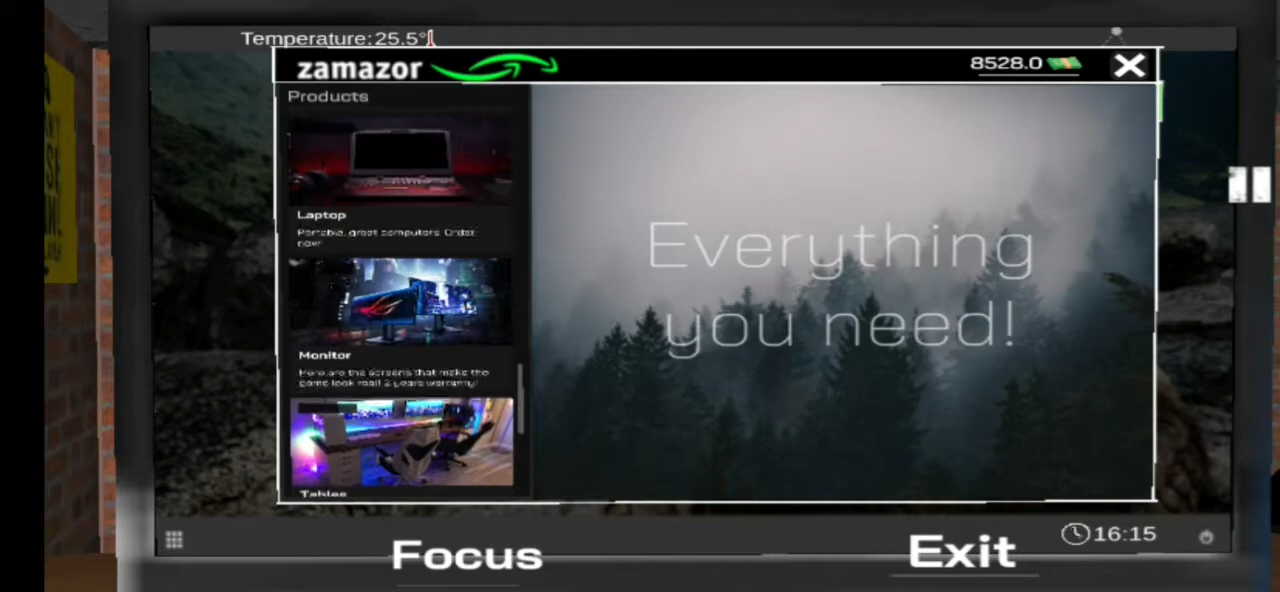 Temperature:25.5°
zamazor
8528.0
Products
Laptop
Portable, great computers. Order
now!
Monitor
Here are the screens that make the
game look real! 2 years warranty!
Tables
Everything
you need!
16:15
Focus
Exit